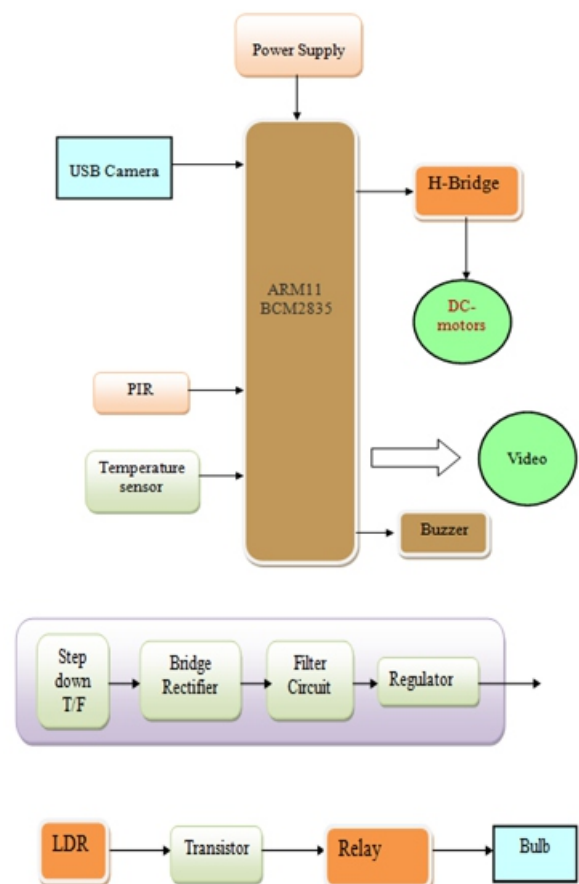 Power Supply
USB Camera
H-Bridge
ARM11
BCM2835
DC-
motors
PIR
Temperature
sensor
Video
Buzzer
Step
down
T/F
Bridge
Rectifier
Filter
Circuit
Regulator
LDR
Transistor
Relay
Bulb